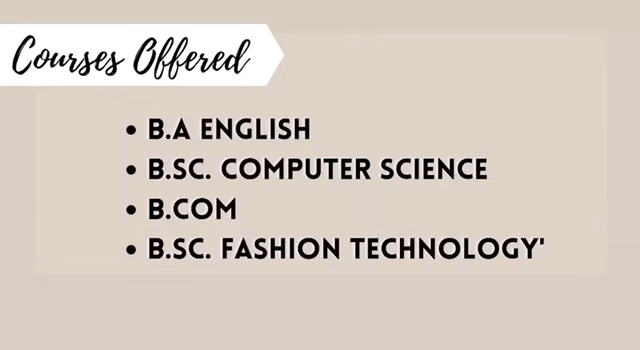 Courses Offered
• B.A ENGLISH
• B.SC. COMPUTER SCIENCE
• B.COM
• B.SC. FASHION TECHNOLOGY'